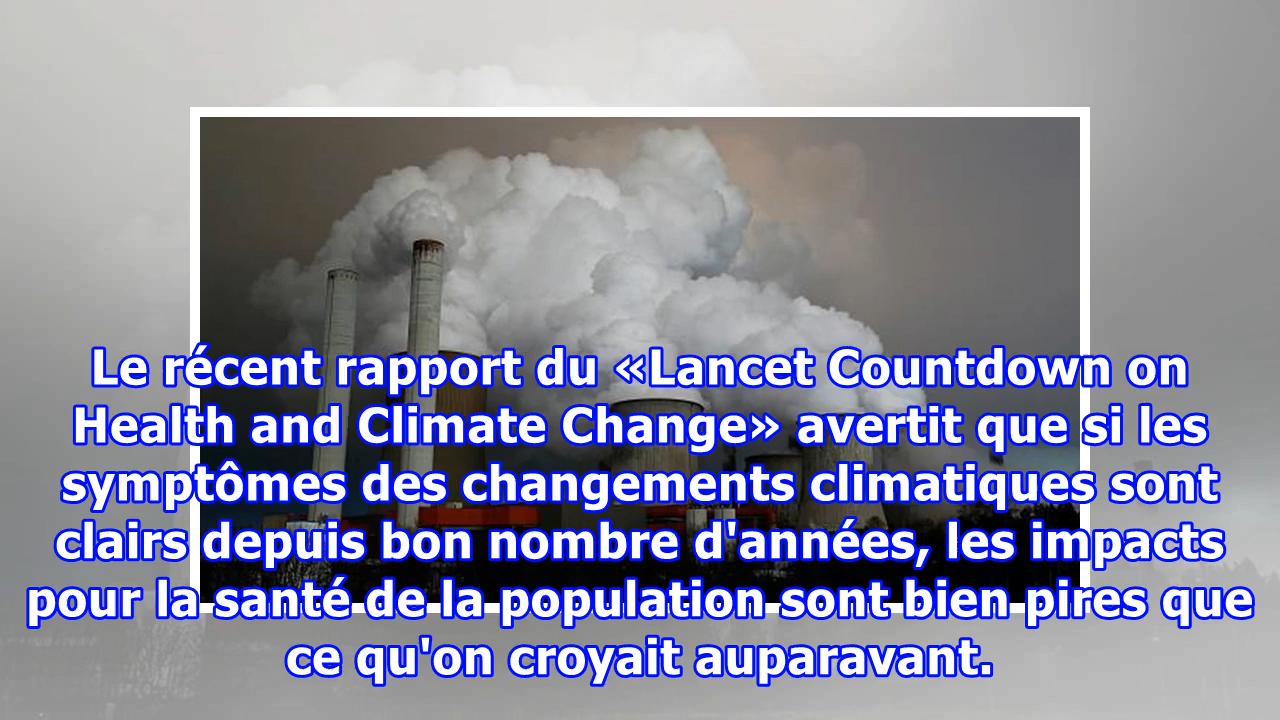 Le récent rapport du «Lancet Countdown on
Health and Climate Change» avertit que si les
symptômes des changements climatiques sont
clairs depuis bon nombre d'années, les impacts
pour la santé de la population sont bien pires que
ce qu'on croyait auparavant.